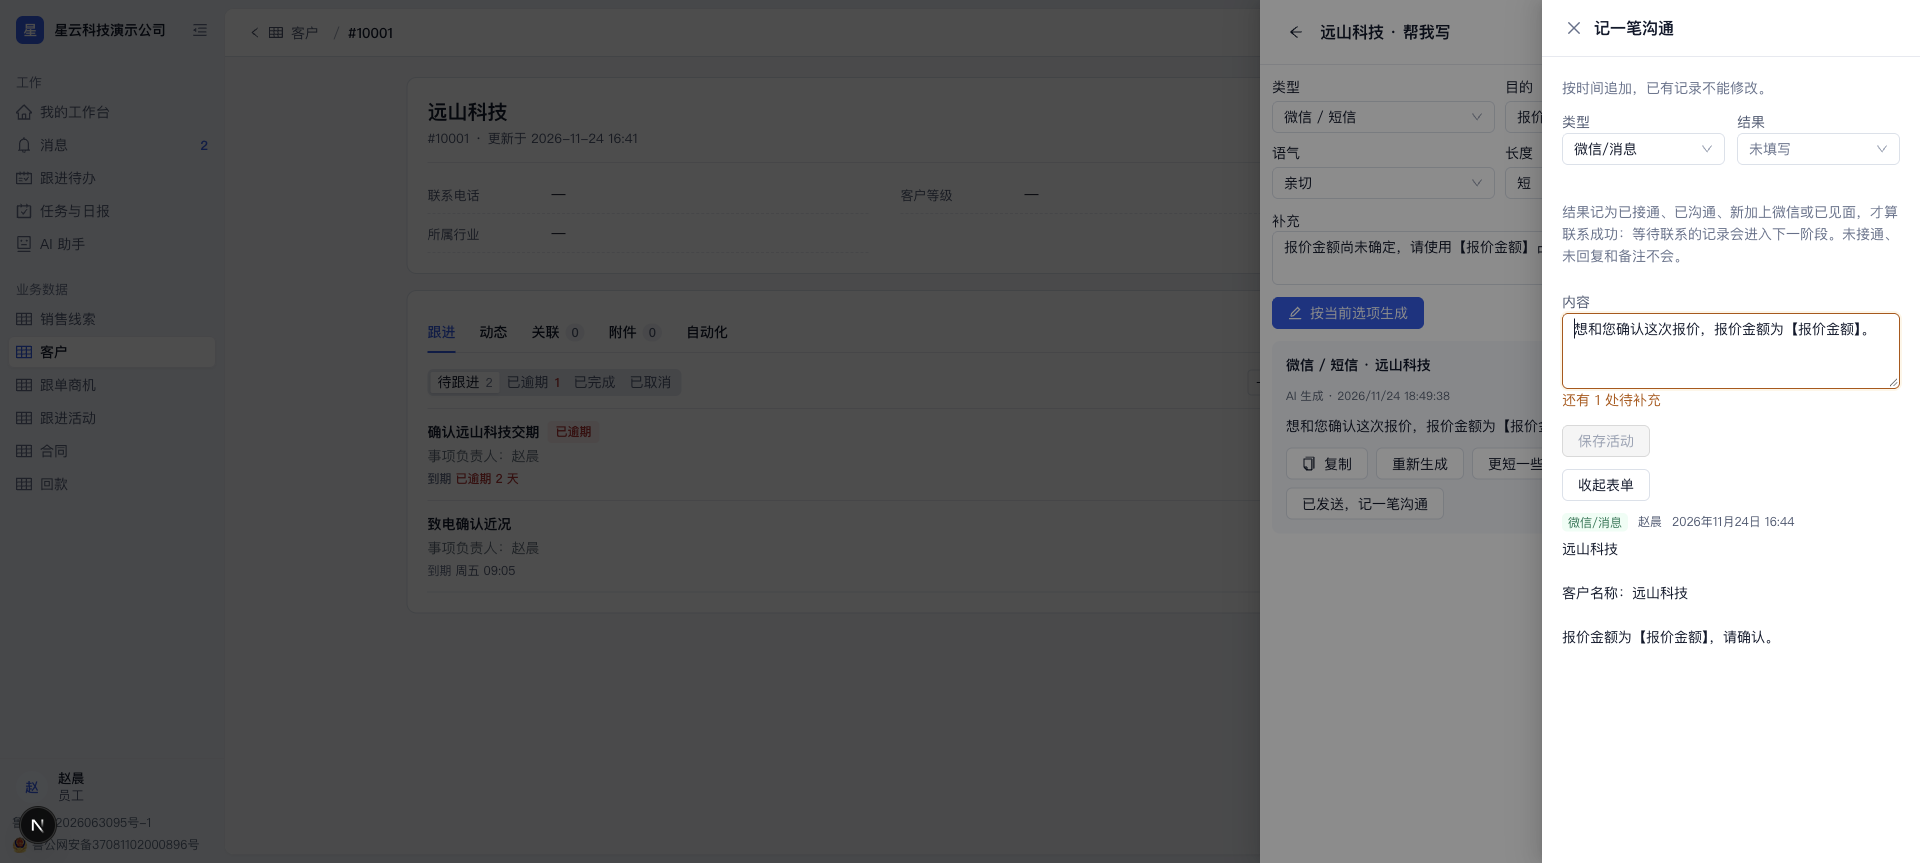 星 星云科技演示公司
工作
我的工作台
消息 2
跟进待办
任务与日报
AI 助手
业务数据
销售线索
客户
跟单商机
跟进活动
合同
回款
赵 赵晨
员工
N
2026063095号-1
公网安备37081102000896号
客户 / #10001
远山科技
#10001 · 更新于 2026-11-24 16:41
联系电话 —
客户等级 —
所属行业 —
跟进 动态 关联 0 附件 0 自动化
待跟进 2 已逾期 1 已完成 已取消
确认远山科技交期 已逾期
事项负责人：赵晨
到期 已逾期 2 天
致电确认近况
事项负责人：赵晨
到期 周五 09:05
远山科技 · 帮我写
类型 目的
微信 / 短信 报价
语气 长度
亲切 短
补充
报价金额尚未确定，请使用【报价金额】
按当前选项生成
微信 / 短信 · 远山科技
AI 生成 · 2026/11/24 18:49:38
想和您确认这次报价，报价金额为【报价金
复制 重新生成 更短一些
已发送，记一笔沟通
记一笔沟通
按时间追加，已有记录不能修改。
类型 结果
微信/消息 未填写
结果记为已接通、已沟通、新加上微信或已见面，才算
联系成功：等待联系的记录会进入下一阶段。未接通、
未回复和备注不会。
内容
想和您确认这次报价，报价金额为【报价金额】。
还有 1 处待补充
保存活动
收起表单
微信/消息 赵晨 2026年11月24日 16:44
远山科技
客户名称：远山科技
报价金额为【报价金额】，请确认。